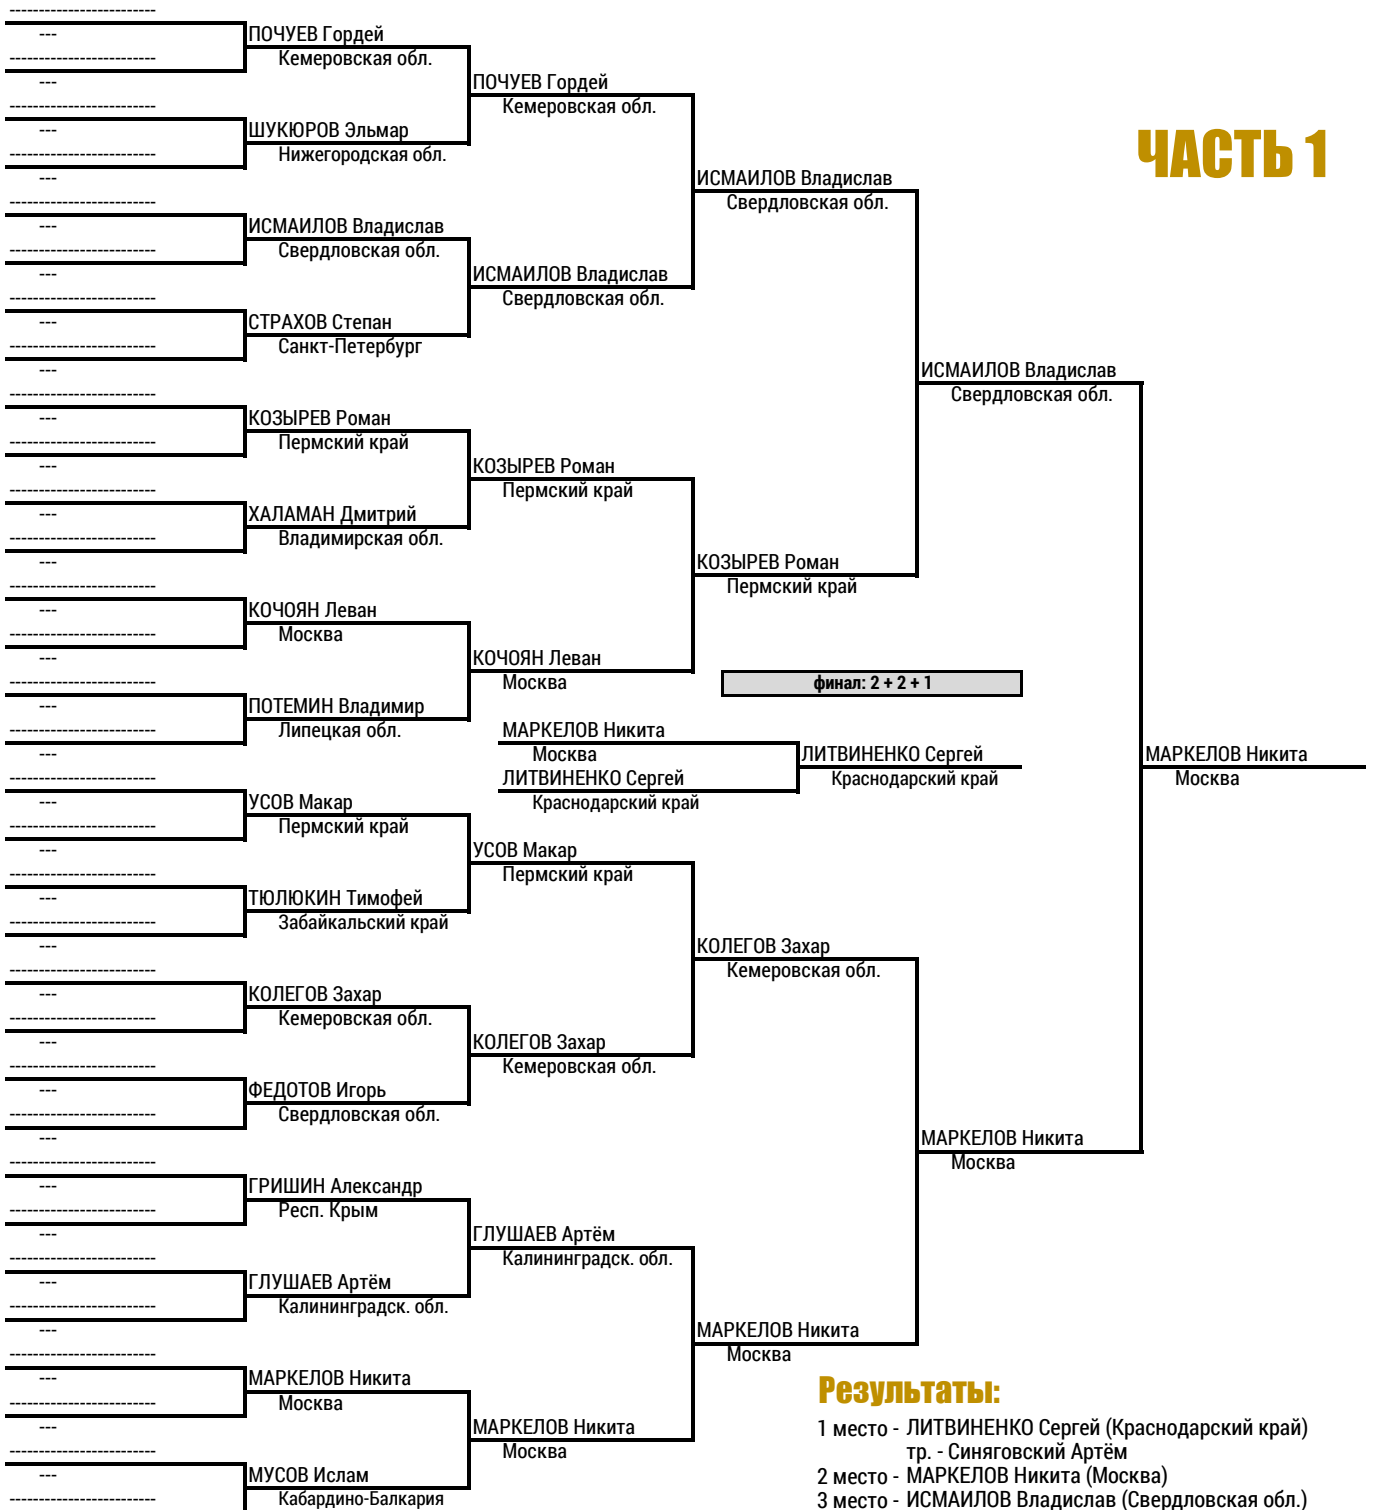 -------------------------
---
-------------------------
---
-------------------------
---
-------------------------
---
-------------------------
---
-------------------------
---
-------------------------
---
-------------------------
---
-------------------------
---
-------------------------
---
-------------------------
---
-------------------------
---
-------------------------
---
-------------------------
---
-------------------------
---
-------------------------
---
-------------------------
---
-------------------------
---
-------------------------
---
-------------------------
---
-------------------------
---
-------------------------
---
-------------------------
---
-------------------------
---
-------------------------
---
-------------------------
---
-------------------------
---
-------------------------
---
-------------------------
---
-------------------------
---
-------------------------
---
-------------------------
---
-------------------------
ПОЧУЕВ Гордей
Кемеровская обл.
ШУКЮРОВ Эльмар
Нижегородская обл.
ИСМАИЛОВ Владислав
Свердловская обл.
СТРАХОВ Степан
Санкт-Петербург
КОЗЫРЕВ Роман
Пермский край
ХАЛАМАН Дмитрий
Владимирская обл.
КОЧОЯН Леван
Москва
ПОТЕМИН Владимир
Липецкая обл.
УСОВ Макар
Пермский край
ТЮЛЮКИН Тимофей
Забайкальский край
КОЛЕГОВ Захар
Кемеровская обл.
ФЕДОТОВ Игорь
Свердловская обл.
ГРИШИН Александр
Респ. Крым
ГЛУШАЕВ Артём
Калининградск. обл.
МАРКЕЛОВ Никита
Москва
МУСОВ Ислам
Кабардино-Балкария
ПОЧУЕВ Гордей
Кемеровская обл.
ИСМАИЛОВ Владислав
Свердловская обл.
КОЗЫРЕВ Роман
Пермский край
КОЧОЯН Леван
Москва
УСОВ Макар
Пермский край
КОЛЕГОВ Захар
Кемеровская обл.
ГЛУШАЕВ Артём
Калининградск. обл.
МАРКЕЛОВ Никита
Москва
ИСМАИЛОВ Владислав
Свердловская обл.
КОЗЫРЕВ Роман
Пермский край
КОЛЕГОВ Захар
Кемеровская обл.
МАРКЕЛОВ Никита
Москва
ИСМАИЛОВ Владислав
Свердловская обл.
МАРКЕЛОВ Никита
Москва
МАРКЕЛОВ Никита
Москва
ЧАСТЬ 1
финал: 2 + 2 + 1
МАРКЕЛОВ Никита
Москва
ЛИТВИНЕНКО Сергей
Краснодарский край
ЛИТВИНЕНКО Сергей
Краснодарский край
Результаты:
1 место - ЛИТВИНЕНКО Сергей (Краснодарский край)
тр. - Синяговский Артём
2 место - МАРКЕЛОВ Никита (Москва)
3 место - ИСМАИЛОВ Владислав (Свердловская обл.)